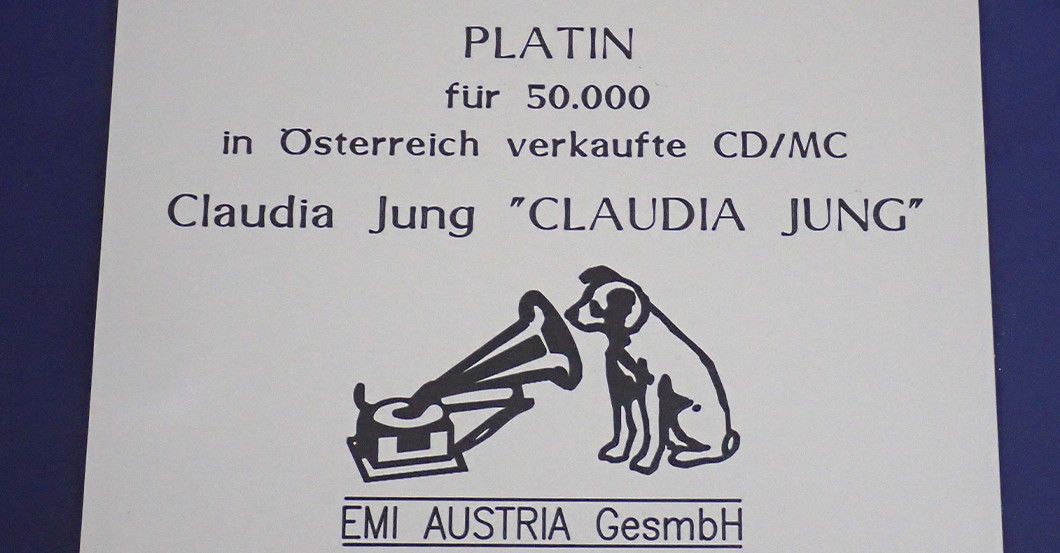 PLATIN
für 50.000
in Österreich verkaufte CD/MC
Claudia Jung "CLAUDIA JUNG"
EMI AUSTRIA GesmbH